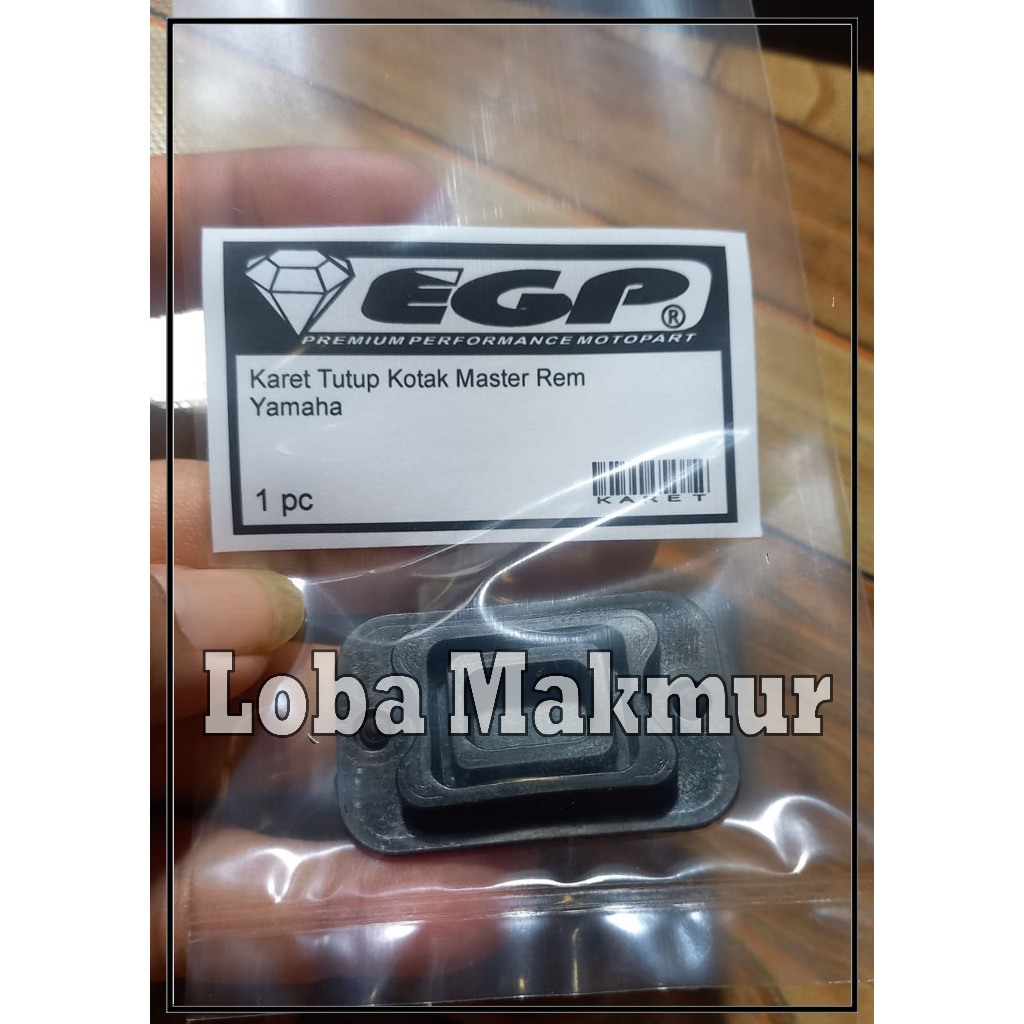 EGP®
PREMIUM PERFORMANCE MOTOPART
Karet Tutup Kotak Master Rem
Yamaha
1 pc
KARET
Loba Makmur